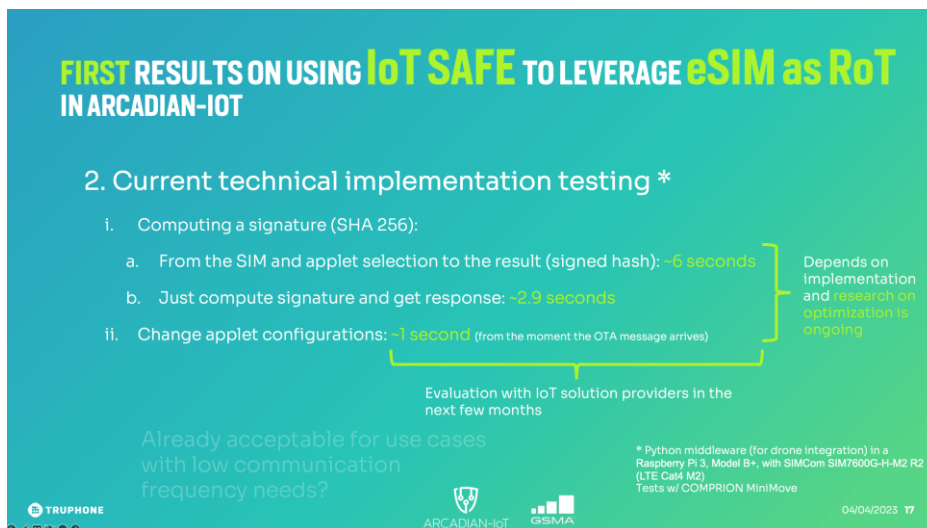 FIRST RESULTS ON USING IoT SAFE TO LEVERAGE eSIM as RoT
IN ARCADIAN-IOT
2. Current technical implementation testing *
i. Computing a signature (SHA 256):
a. From the SIM and applet selection to the result (signed hash): ~6 seconds
b. Just compute signature and get response: ~2.9 seconds
ii. Change applet configurations: ~1 second (from the moment the OTA message arrives)
Depends on
implementation
and research on
optimization is
ongoing
Evaluation with IoT solution providers in the
next few months
Already acceptable for use cases
with low communication
frequency needs?
* Python middleware (for drone integration) in a
Raspberry Pi 3, Model B+, with SIMCom SIM7600G-H-M2 R2
(LTE Cat4 M2)
Tests w/ COMPRION MiniMove
TRUPHONE
ARCADIAN-IoT
GSMA
04/04/2023 17